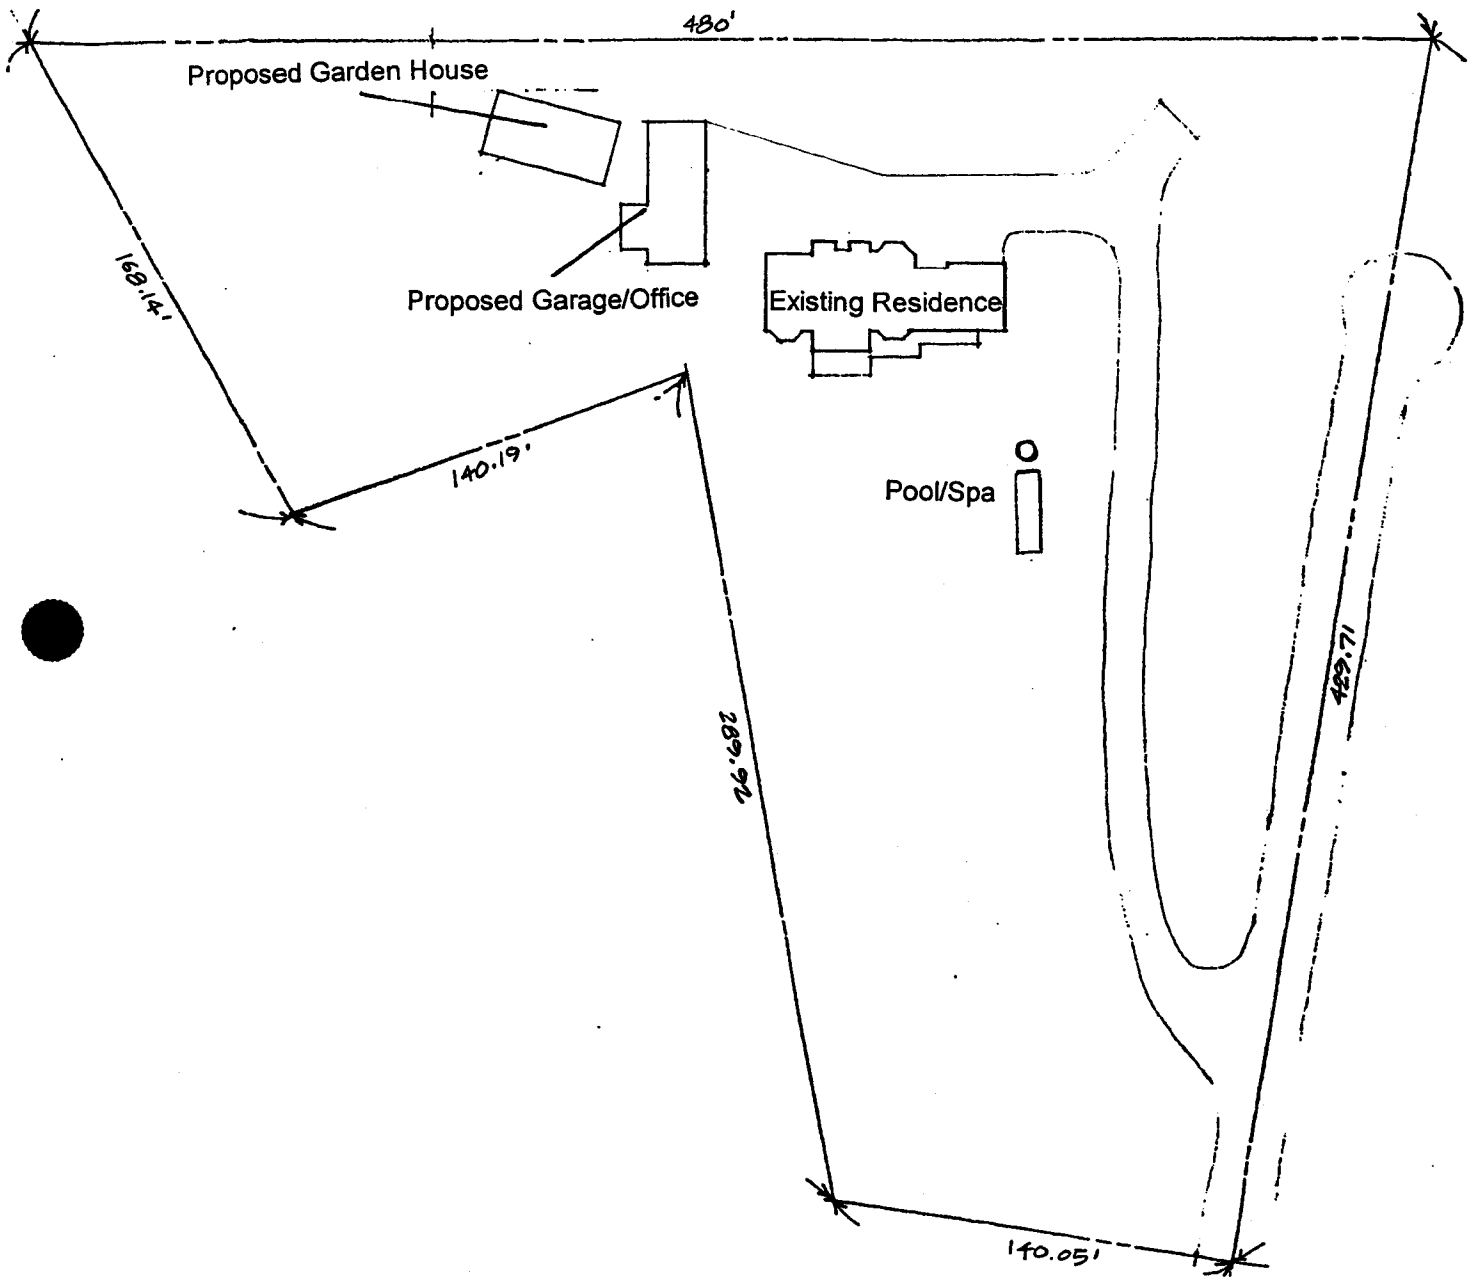 480'
Proposed Garden House
168.14'
Proposed Garage/Office
Existing Residence
140.19'
Pool/Spa
429.71
289.92
140.05'